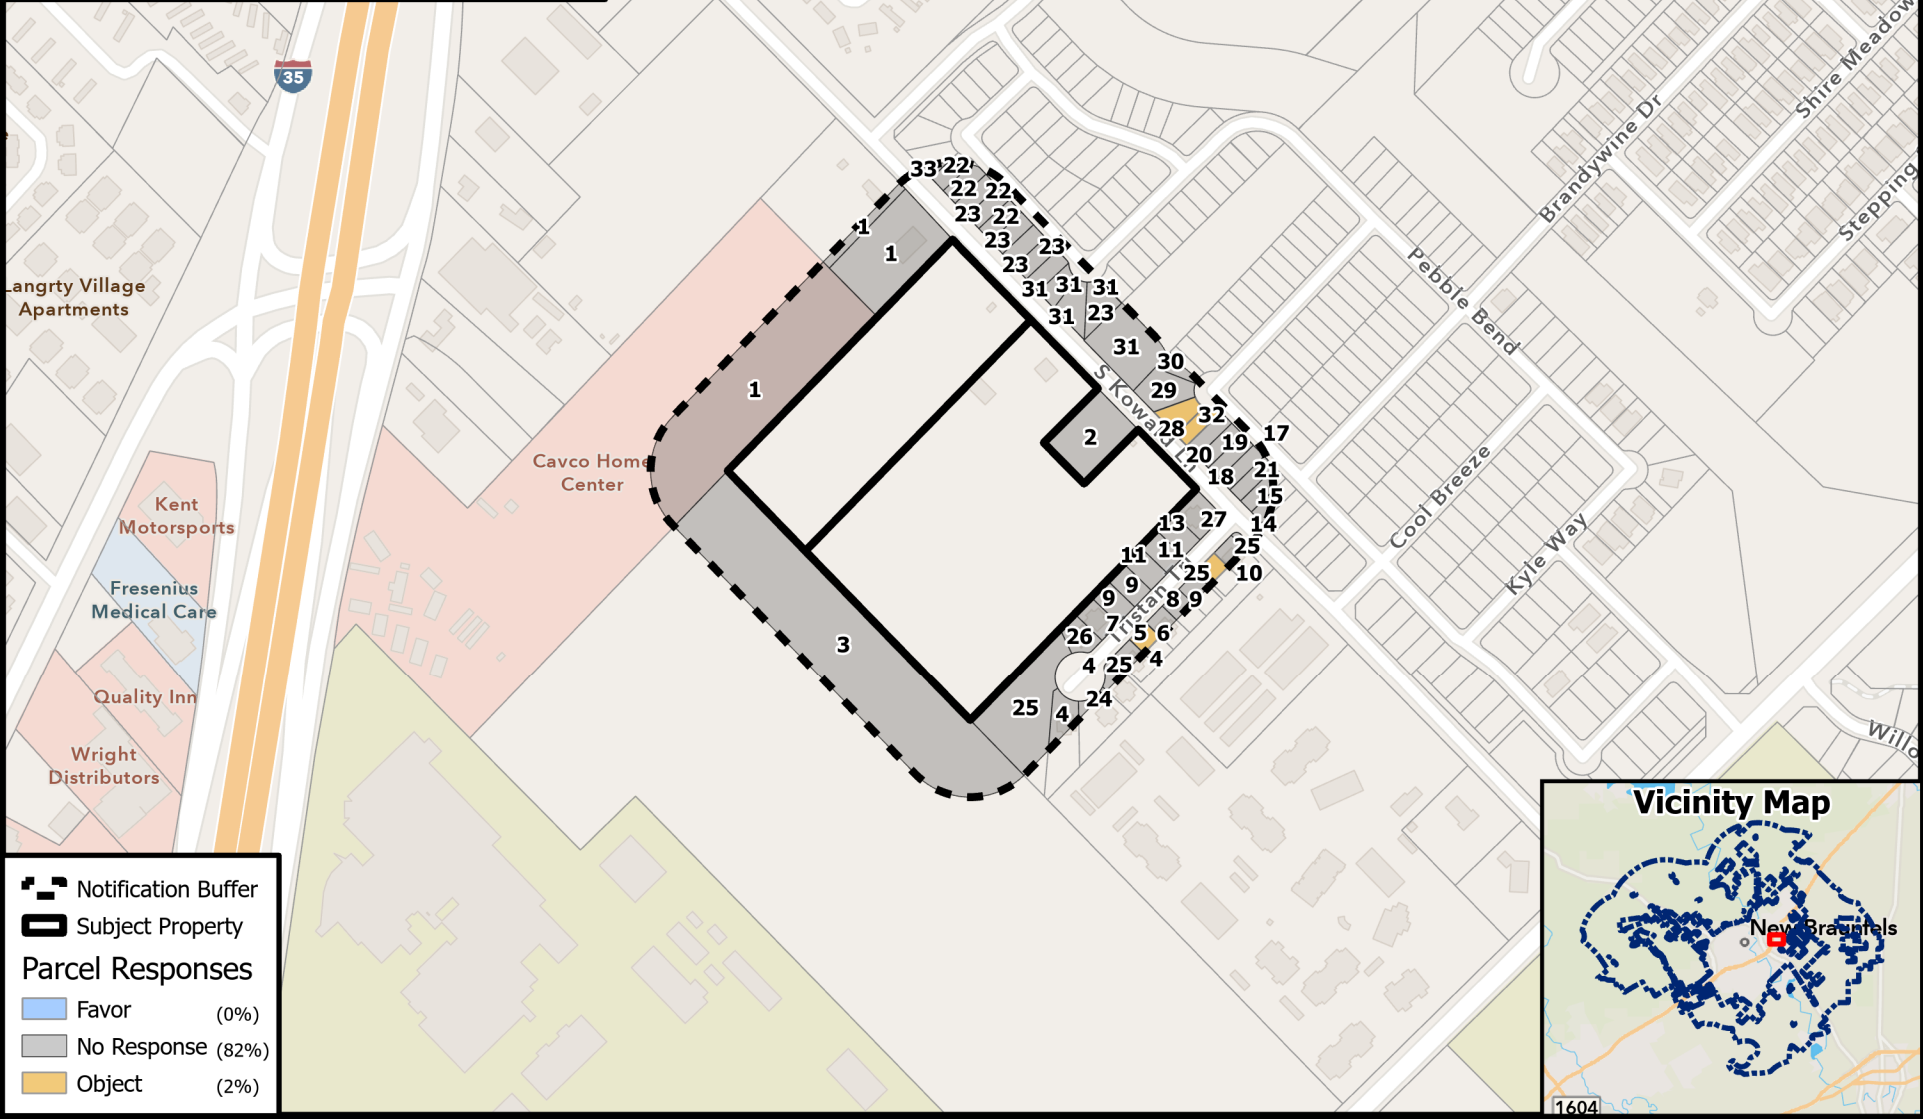 35
Langrty Village
Apartments
Cavco Home
Center
Kent
Motorsports
Fresenius
Medical Care
Quality Inn
Wright
Distributors
Shire Meadow
Brandywine Dr
Stepping
Pebble Bend
Cool Breeze
Kyle Way
Willo
S Kowald Ln
Tristan Trl
33
22
22
22
1
23
22
1
23
23
23
31
31
31
31
23
31
30
1
29
32
28
2
17
19
20
21
18
15
27
13
14
25
11
11
25
10
9
9
8
9
7
26
5
6
3
4
25
4
24
25
4
Notification Buffer
Subject Property
Parcel Responses
Favor (0%)
No Response (82%)
Object (2%)
Vicinity Map
New Braunfels
1604